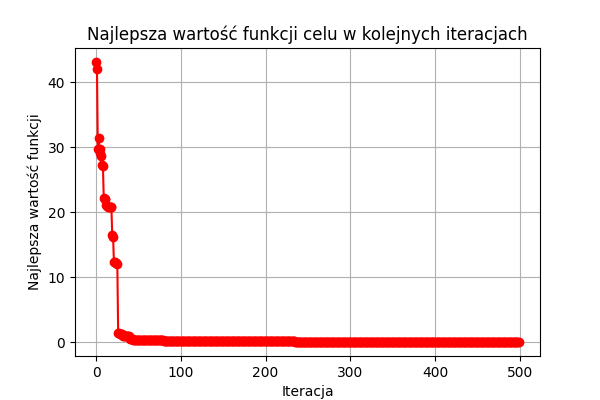 Najlepsza wartość funkcji celu w kolejnych iteracjach
Najlepsza wartość funkcji
40
30
20
10
0
0 100 200 300 400 500
Iteracja